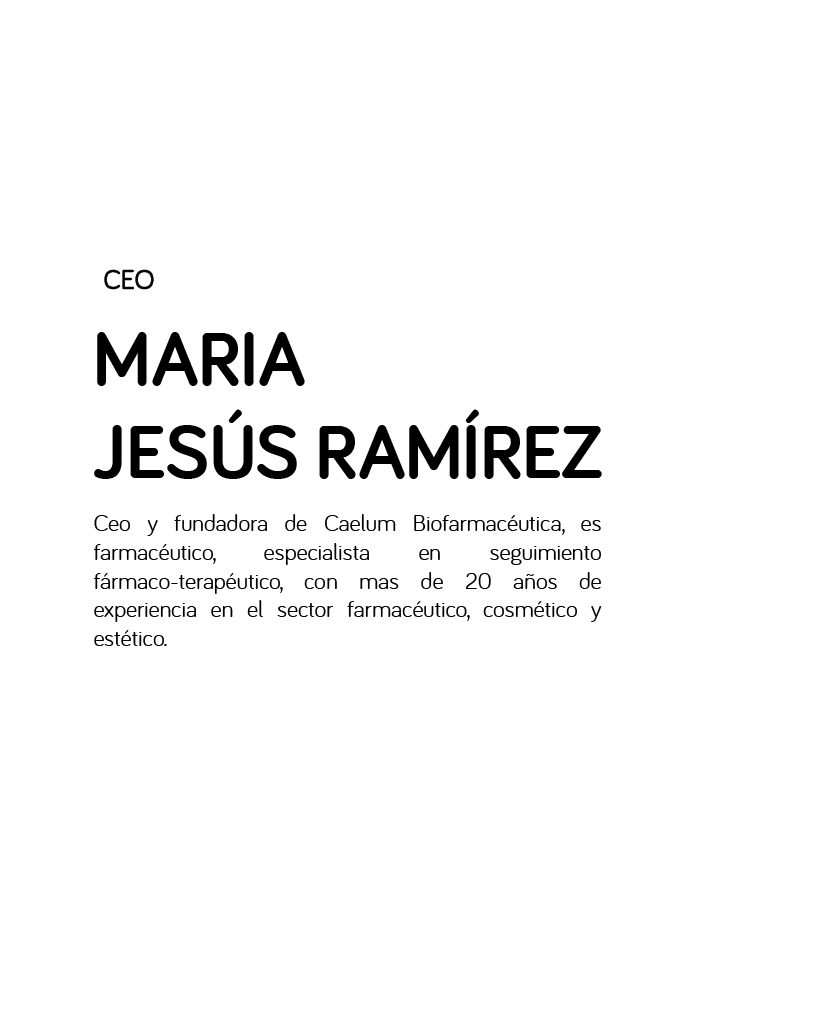 CEO
MARIA
JESÚS RAMÍREZ
Ceo y fundadora de Caelum Biofarmacéutica, es
farmacéutico, especialista en seguimiento
fármaco-terapéutico, con mas de 20 años de
experiencia en el sector farmacéutico, cosmético y
estético.